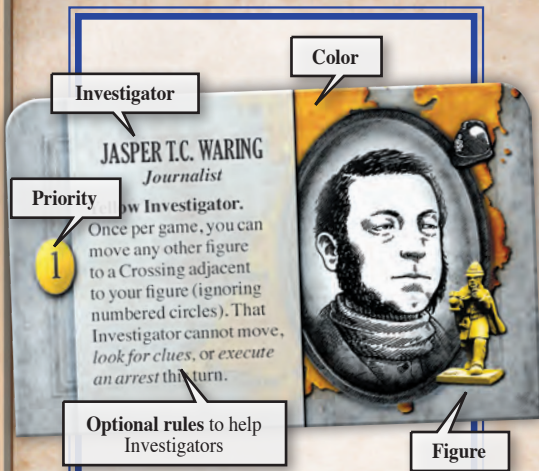 Color
Investigator
JASPER T.C. WARING
Journalist
Priority
Investigator.
Once per game, you can
1
move any other figure
to a Crossing adjacent
to your figure (ignoring
numbered circles). That
Investigator cannot move,
look for clues, or execute
an arrest this turn.
Optional rules to help
Investigators
Figure